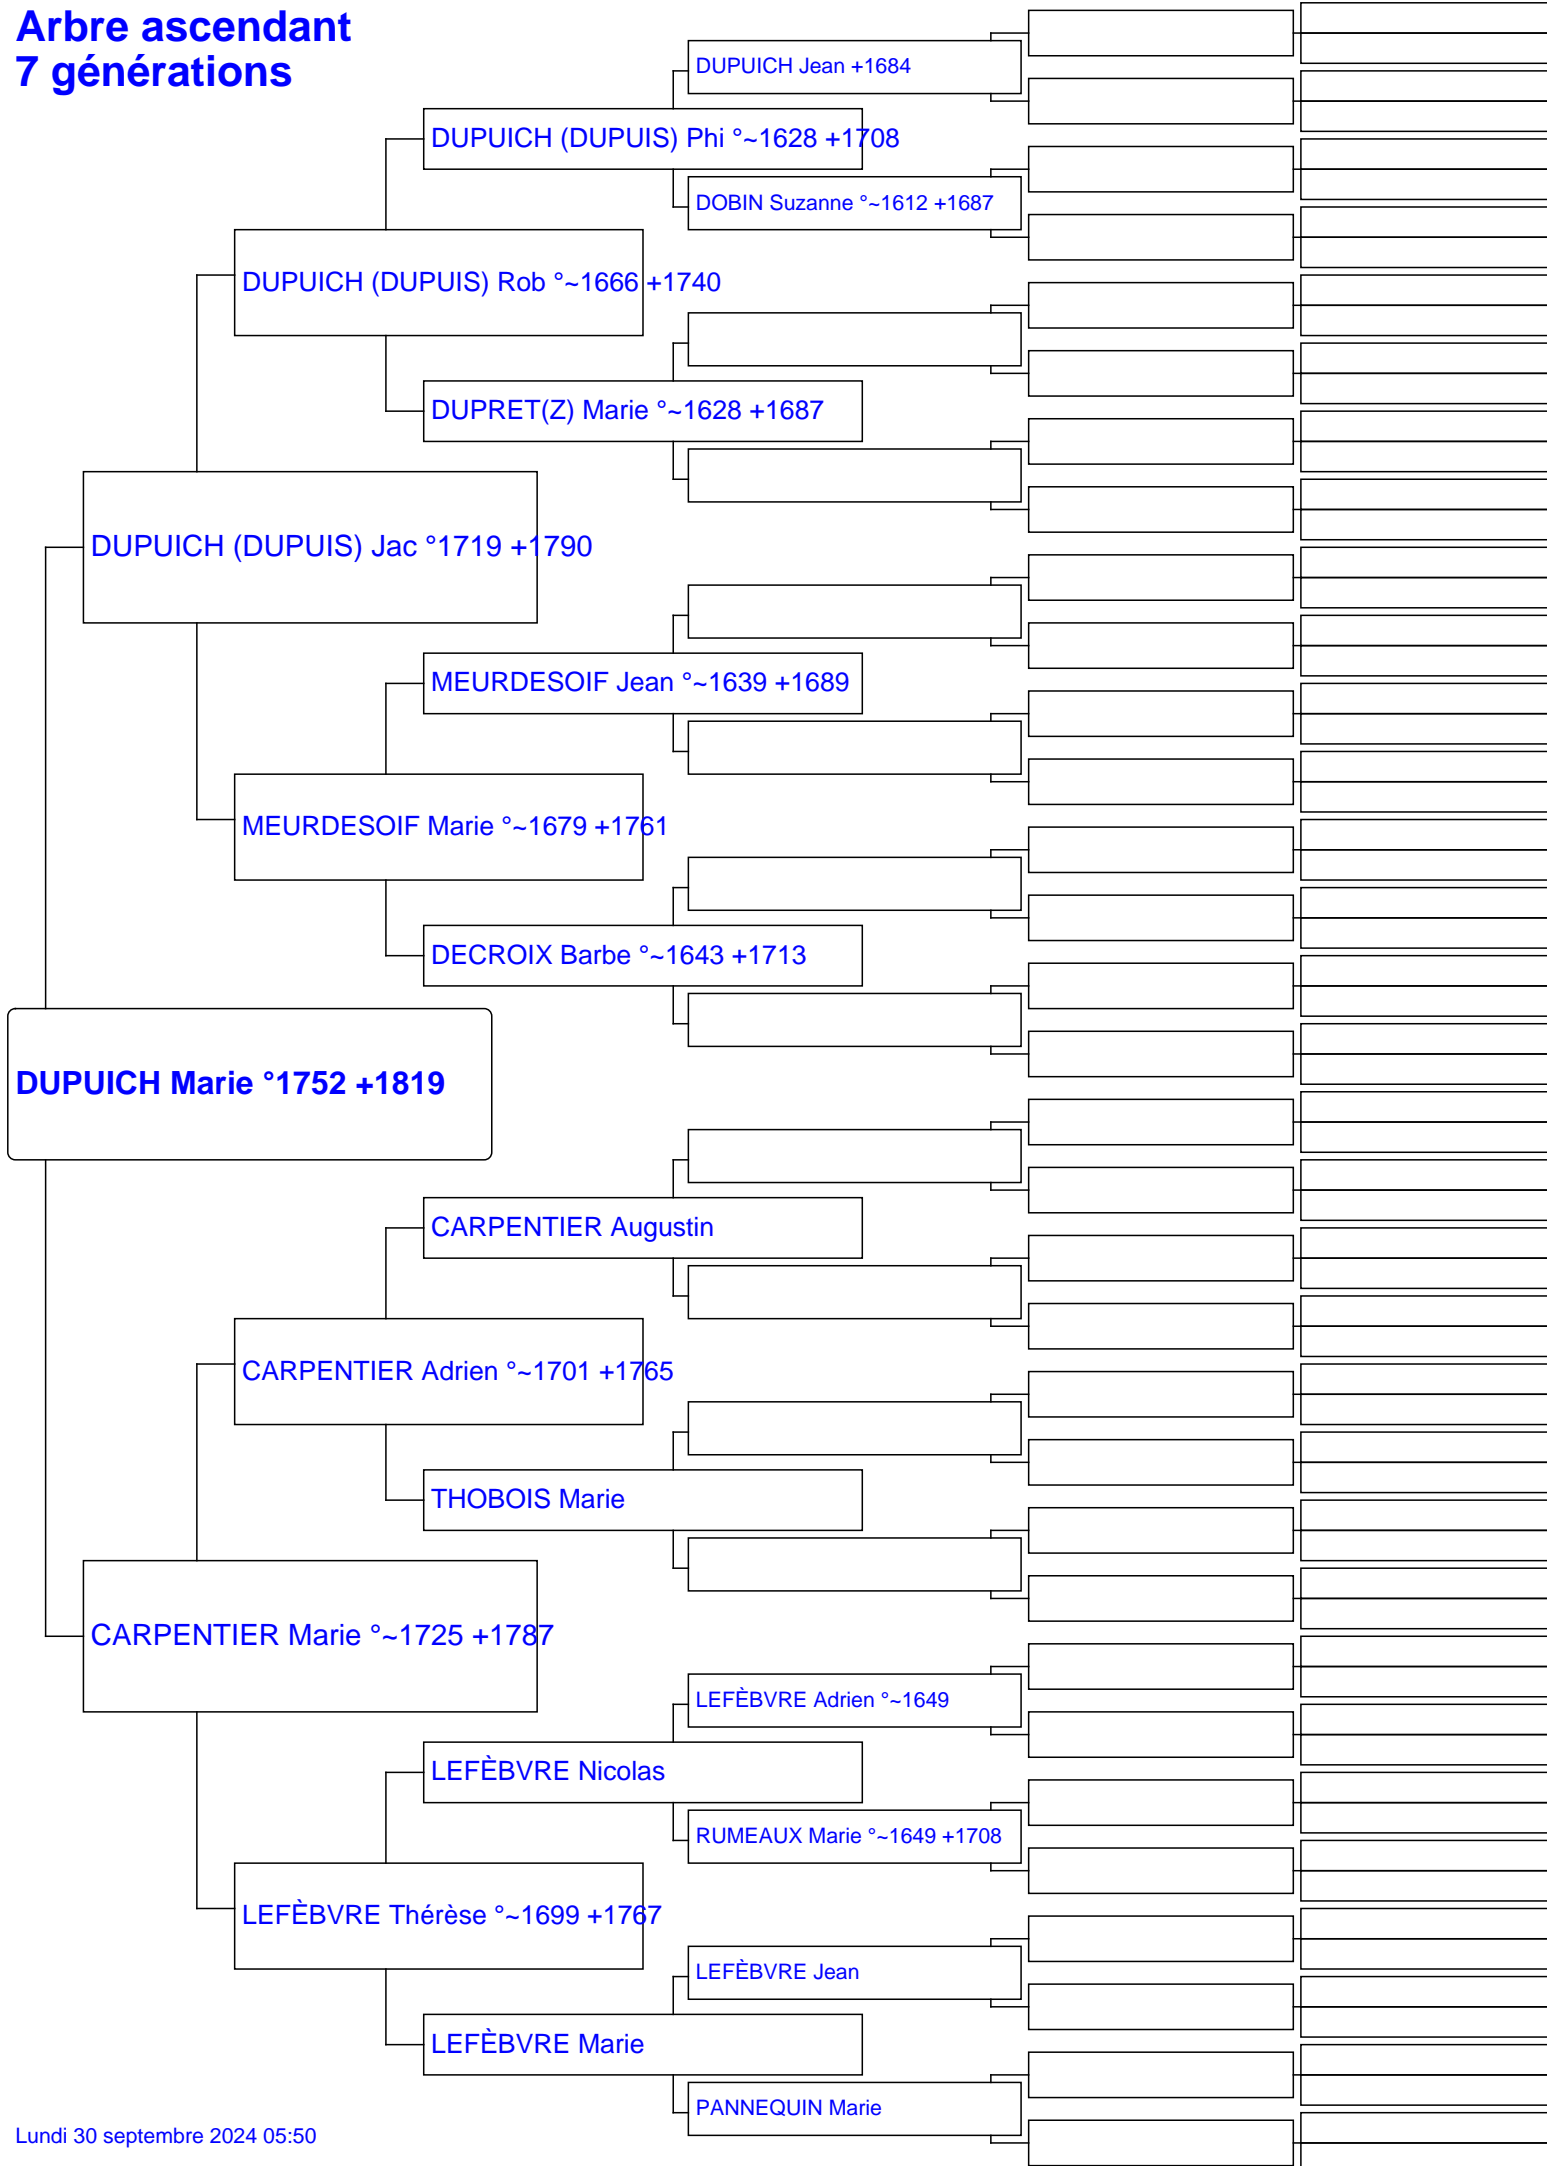 Arbre ascendant
7 générations
DUPUICH Jean +1684
DUPUICH (DUPUIS) Phi °~1628 +1708
DOBIN Suzanne °~1612 +1687
DUPUICH (DUPUIS) Rob °~1666 +1740
DUPRET(Z) Marie °~1628 +1687
DUPUICH (DUPUIS) Jac °1719 +1790
MEURDESOIF Jean °~1639 +1689
MEURDESOIF Marie °~1679 +1761
DECROIX Barbe °~1643 +1713
DUPUICH Marie °1752 +1819
CARPENTIER Augustin
CARPENTIER Adrien °~1701 +1765
THOBOIS Marie
CARPENTIER Marie °~1725 +1787
LEFÈBVRE Adrien °~1649
LEFÈBVRE Nicolas
RUMEAUX Marie °~1649 +1708
LEFÈBVRE Thérèse °~1699 +1767
LEFÈBVRE Jean
LEFÈBVRE Marie
PANNEQUIN Marie
Lundi 30 septembre 2024 05:50